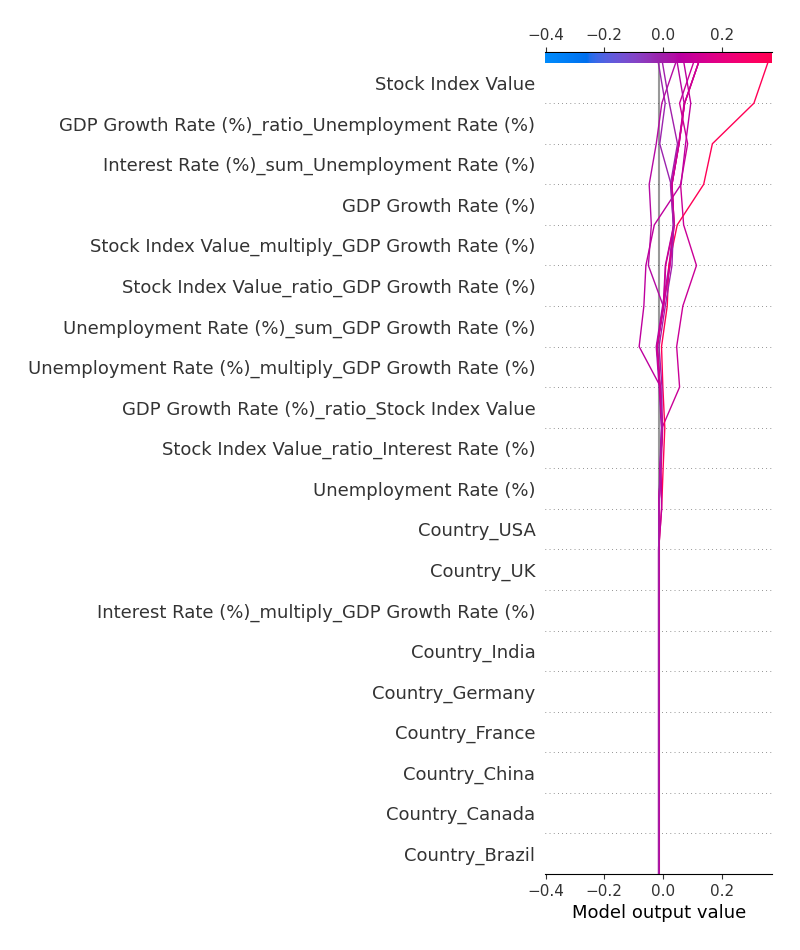 −0.4 −0.2 0.0 0.2
Stock Index Value
GDP Growth Rate (%)_ratio_Unemployment Rate (%)
Interest Rate (%)_sum_Unemployment Rate (%)
GDP Growth Rate (%)
Stock Index Value_multiply_GDP Growth Rate (%)
Stock Index Value_ratio_GDP Growth Rate (%)
Unemployment Rate (%)_sum_GDP Growth Rate (%)
Unemployment Rate (%)_multiply_GDP Growth Rate (%)
GDP Growth Rate (%)_ratio_Stock Index Value
Stock Index Value_ratio_Interest Rate (%)
Unemployment Rate (%)
Country_USA
Country_UK
Interest Rate (%)_multiply_GDP Growth Rate (%)
Country_India
Country_Germany
Country_France
Country_China
Country_Canada
Country_Brazil
−0.4 −0.2 0.0 0.2
Model output value